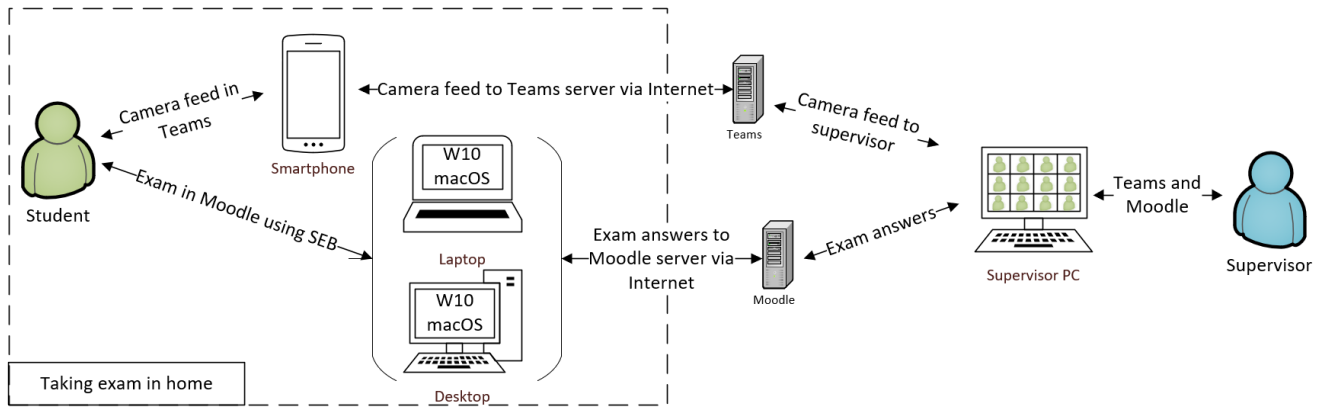 Camera feed in
Teams
Student
Exam in Moodle using SEB
Smartphone
Camera feed to Teams server via Internet
W10
macOS
Laptop
W10
macOS
Desktop
Taking exam in home
Exam answers to
Moodle server via
Internet
Teams
Moodle
Camera feed to
supervisor
Exam answers
Supervisor PC
Teams and
Moodle
Supervisor